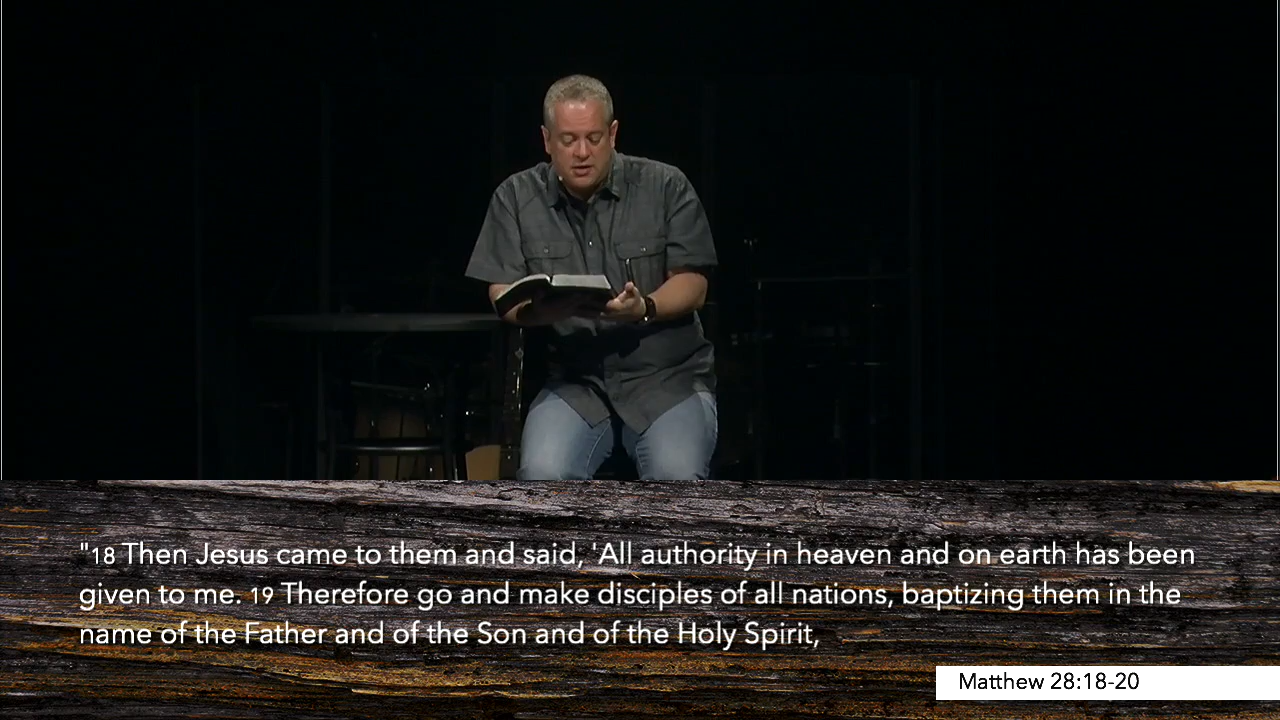 "18 Then Jesus came to them and said, 'All authority in heaven and on earth has been
given to me. 19 Therefore go and make disciples of all nations, baptizing them in the
name of the Father and of the Son and of the Holy Spirit,
Matthew 28:18-20